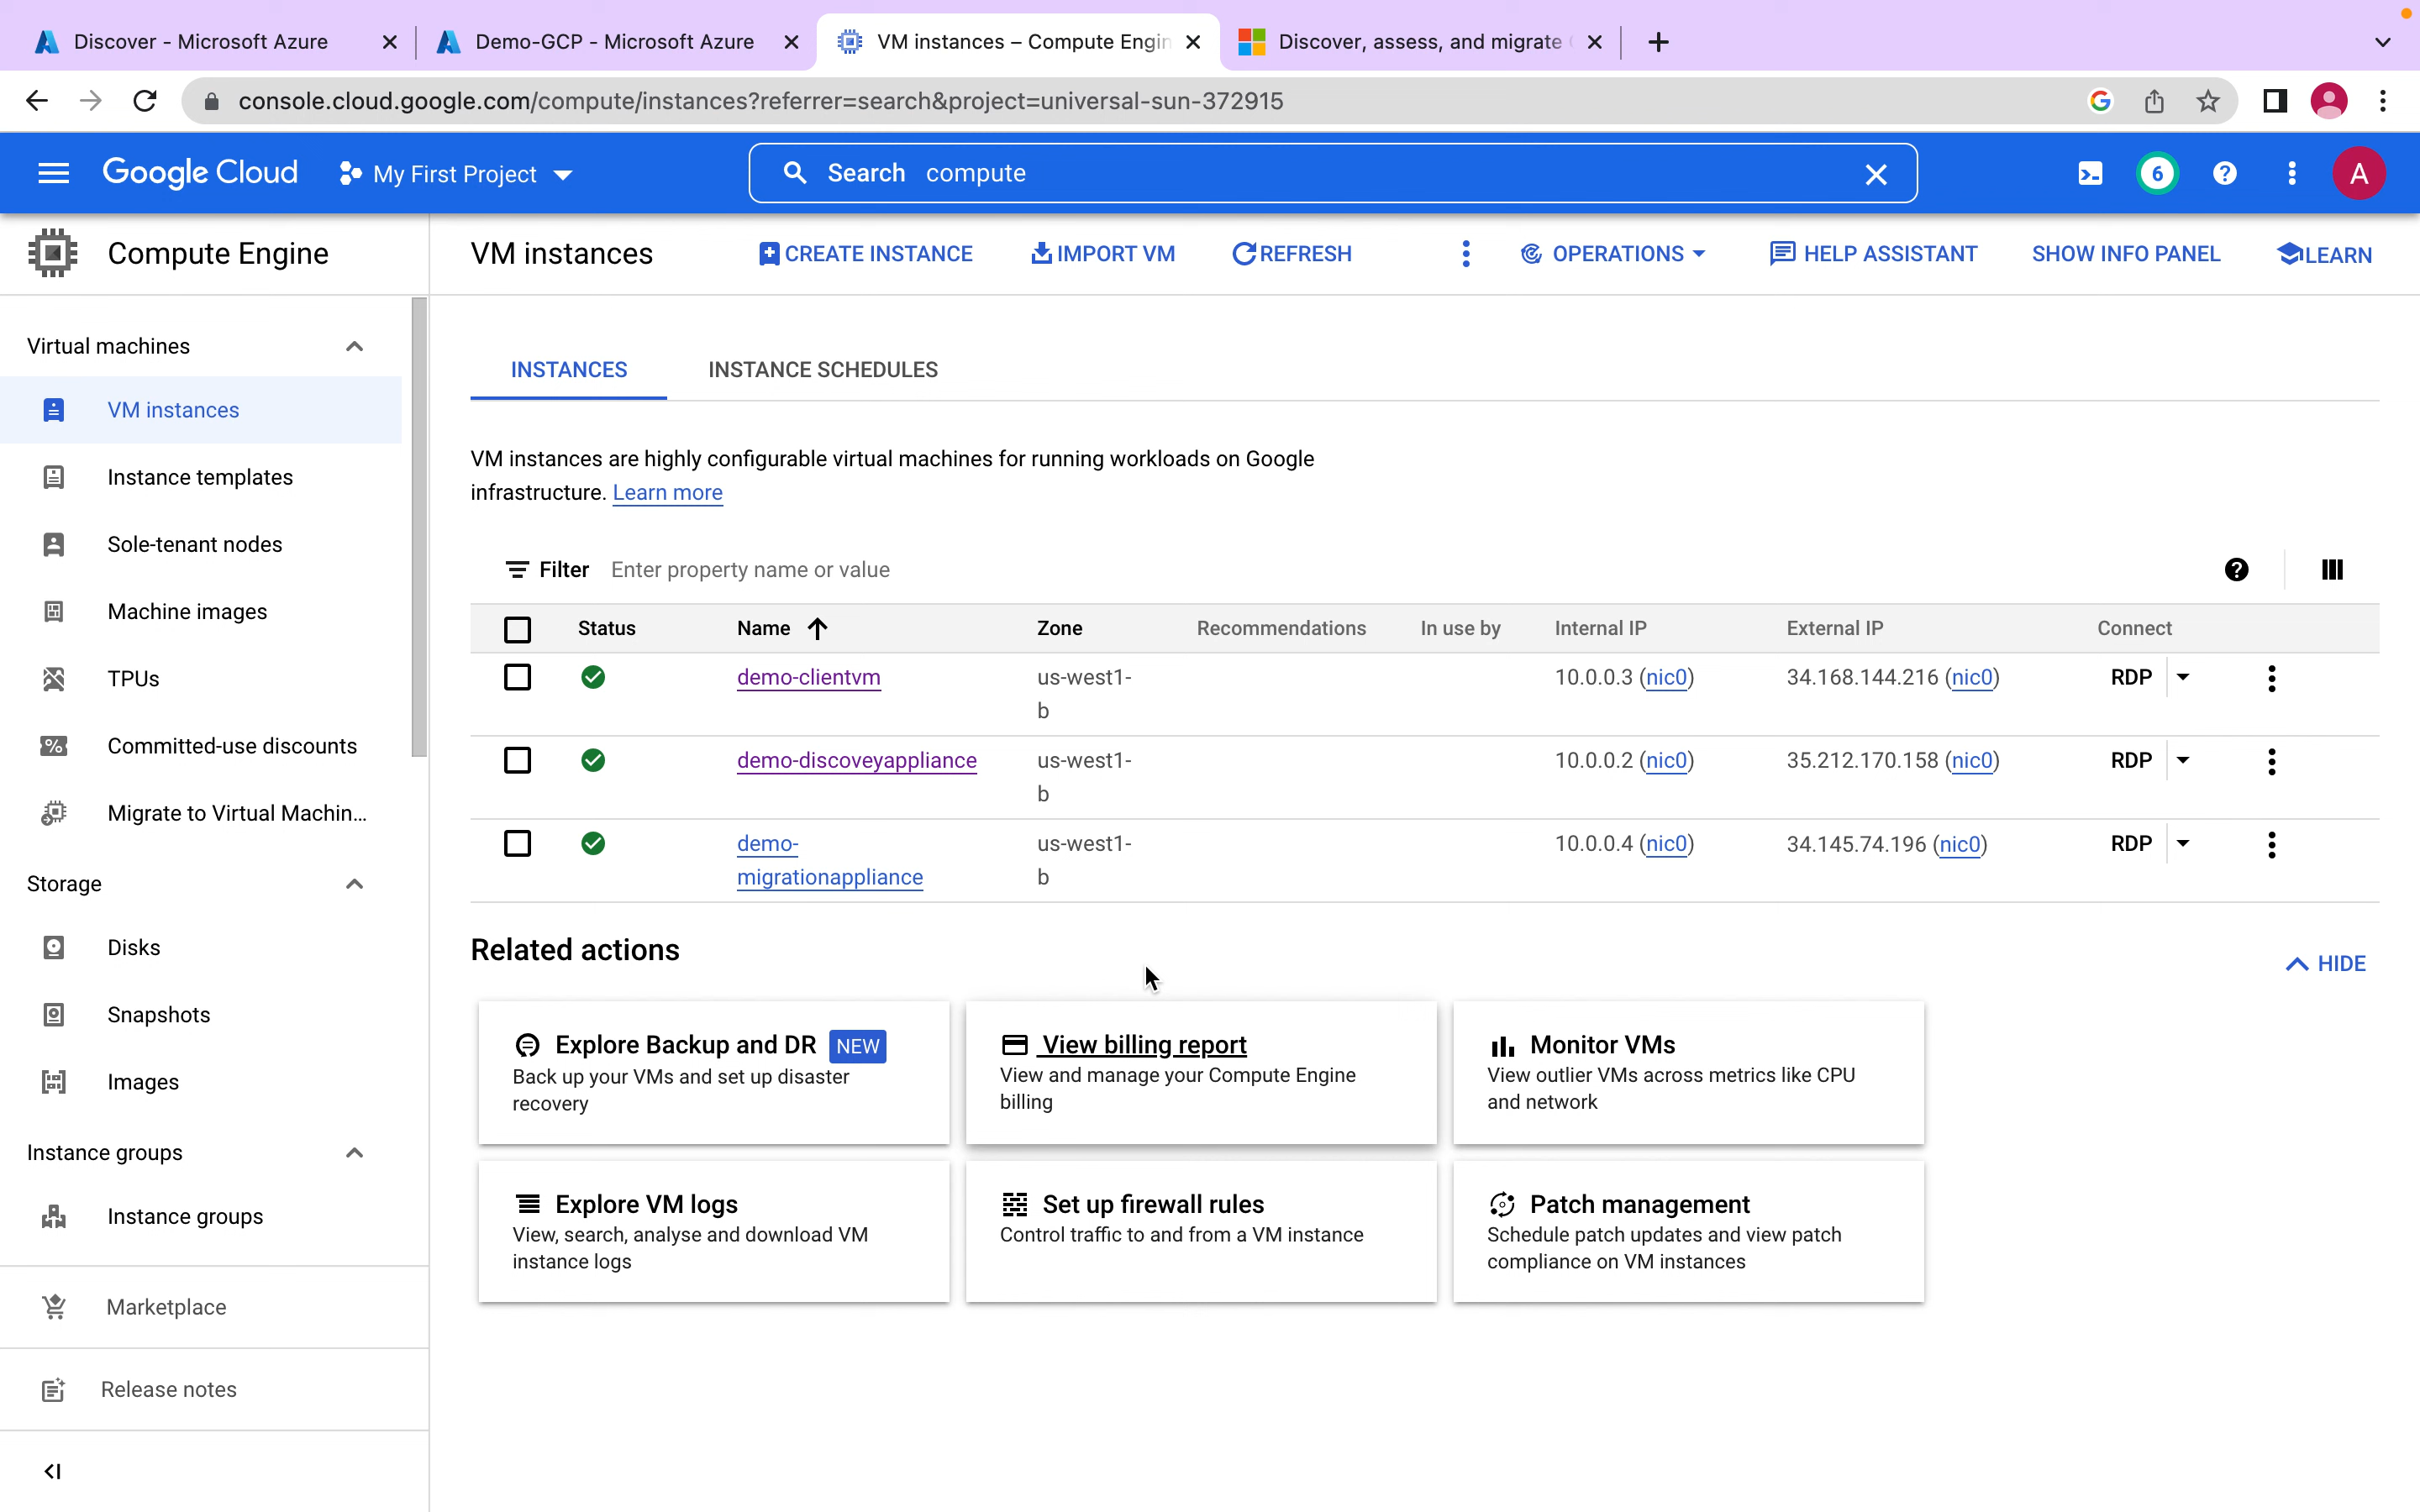 Discover - Microsoft Azure
Demo-GCP - Microsoft Azure
VM instances – Compute Engin
Discover, assess, and migrate
console.cloud.google.com/compute/instances?referrer=search&project=universal-sun-372915
Google Cloud
My First Project
Search compute
6
A
Compute Engine
VM instances
CREATE INSTANCE
IMPORT VM
REFRESH
OPERATIONS
HELP ASSISTANT
SHOW INFO PANEL
LEARN
Virtual machines
VM instances
Instance templates
Sole-tenant nodes
Machine images
TPUs
Committed-use discounts
Migrate to Virtual Machin...
Storage
Disks
Snapshots
Images
Instance groups
Instance groups
Marketplace
Release notes
INSTANCES
INSTANCE SCHEDULES
VM instances are highly configurable virtual machines for running workloads on Google
infrastructure. Learn more
Filter Enter property name or value
Status Name Zone Recommendations In use by Internal IP External IP Connect
demo-clientvm us-west1- 10.0.0.3 (nic0) 34.168.144.216 (nic0) RDP
b
demo-discoveyappliance us-west1- 10.0.0.2 (nic0) 35.212.170.158 (nic0) RDP
b
demo- us-west1- 10.0.0.4 (nic0) 34.145.74.196 (nic0) RDP
migrationappliance b
Related actions
HIDE
Explore Backup and DR NEW
Back up your VMs and set up disaster
recovery
View billing report
View and manage your Compute Engine
billing
Monitor VMs
View outlier VMs across metrics like CPU
and network
Explore VM logs
View, search, analyse and download VM
instance logs
Set up firewall rules
Control traffic to and from a VM instance
Patch management
Schedule patch updates and view patch
compliance on VM instances